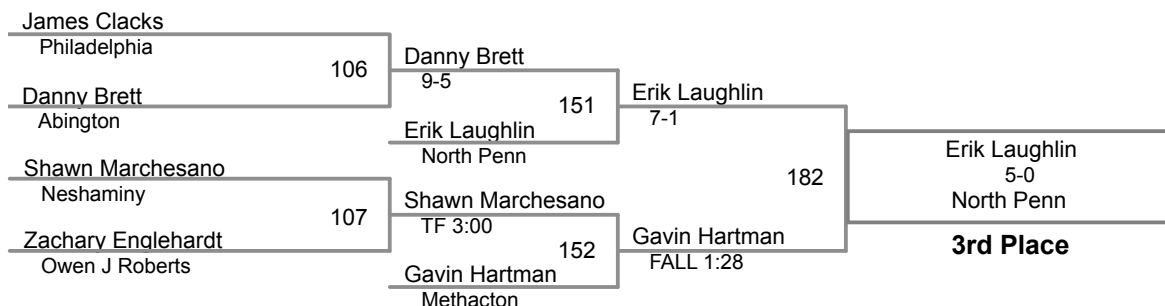 James Clacks
Philadelphia
106
Danny Brett
Abington
Danny Brett
9-5
151
Erik Laughlin
North Penn
Erik Laughlin
7-1
Shawn Marchesano
Neshaminy
107
Zachary Englehardt
Owen J Roberts
Shawn Marchesano
TF 3:00
152
Gavin Hartman
Methacton
Gavin Hartman
FALL 1:28
182
Erik Laughlin
5-0
North Penn
3rd Place